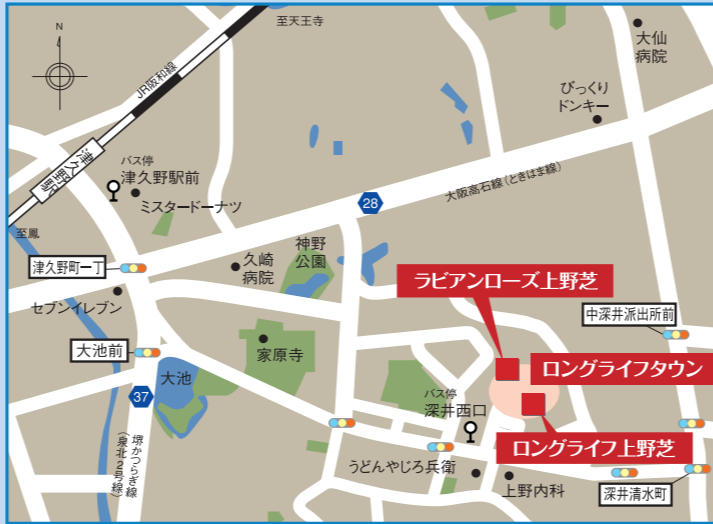 N
至天王寺
大仙
病院
JR阪和線
びっくり
ドンキー
津久野駅
バス停
津久野駅前
ミスタードーナツ
大阪高石線(ときはま線)
28
至鳳
津久野町一丁
久崎
病院
神野
公園
ラビアンローズ上野芝
セブンイレブン
中深井派出所前
大池前
家原寺
ロングライフタウン
大池
37
バス停
深井西口
ロングライフ上野芝
堺かつらぎ線
(泉北2号線)
うどんやじろ兵衛
上野内科
深井清水町